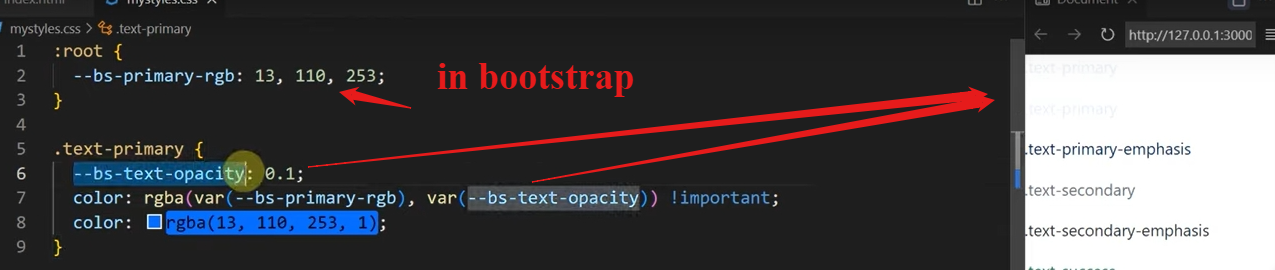 index.html
mystyles.css
Document
mystyles.css > .text-primary
http://127.0.0.1:3000
1 :root {
2 --bs-primary-rgb: 13, 110, 253;
3 }
4
5 .text-primary {
6 --bs-text-opacity: 0.1;
7 color: rgba(var(--bs-primary-rgb), var(--bs-text-opacity)) !important;
8 color: rgba(13, 110, 253, 1);
9 }
in bootstrap
.text-primary
.text-primary
.text-primary-emphasis
.text-secondary
.text-secondary-emphasis
.text-success